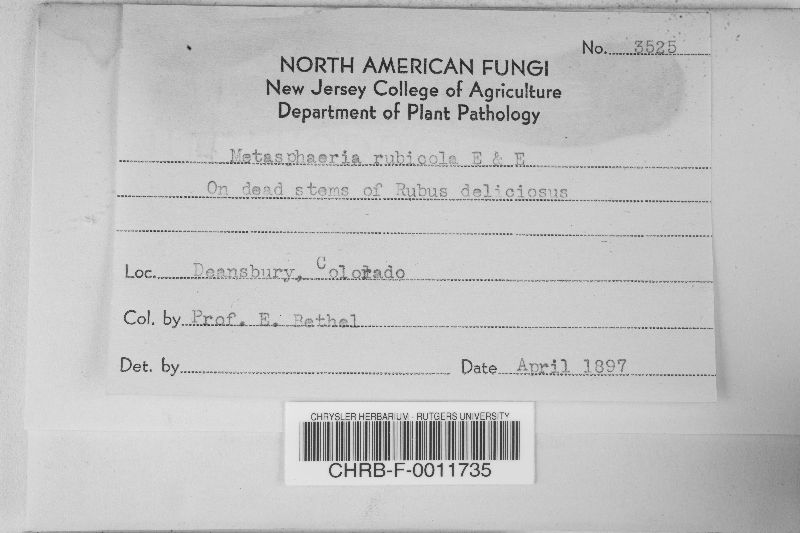 No. 3525
NORTH AMERICAN FUNGI
New Jersey College of Agriculture
Department of Plant Pathology
Metasphaeria rubicola E & E
On dead stems of Rubus deliciosus
Loc. Deansbury, Colorado
Col. by Prof. E. Bethel
Det. by
Date April 1897
CHRYSLER HERBARIUM - RUTGERS UNIVERSITY
CHRB-F-0011735